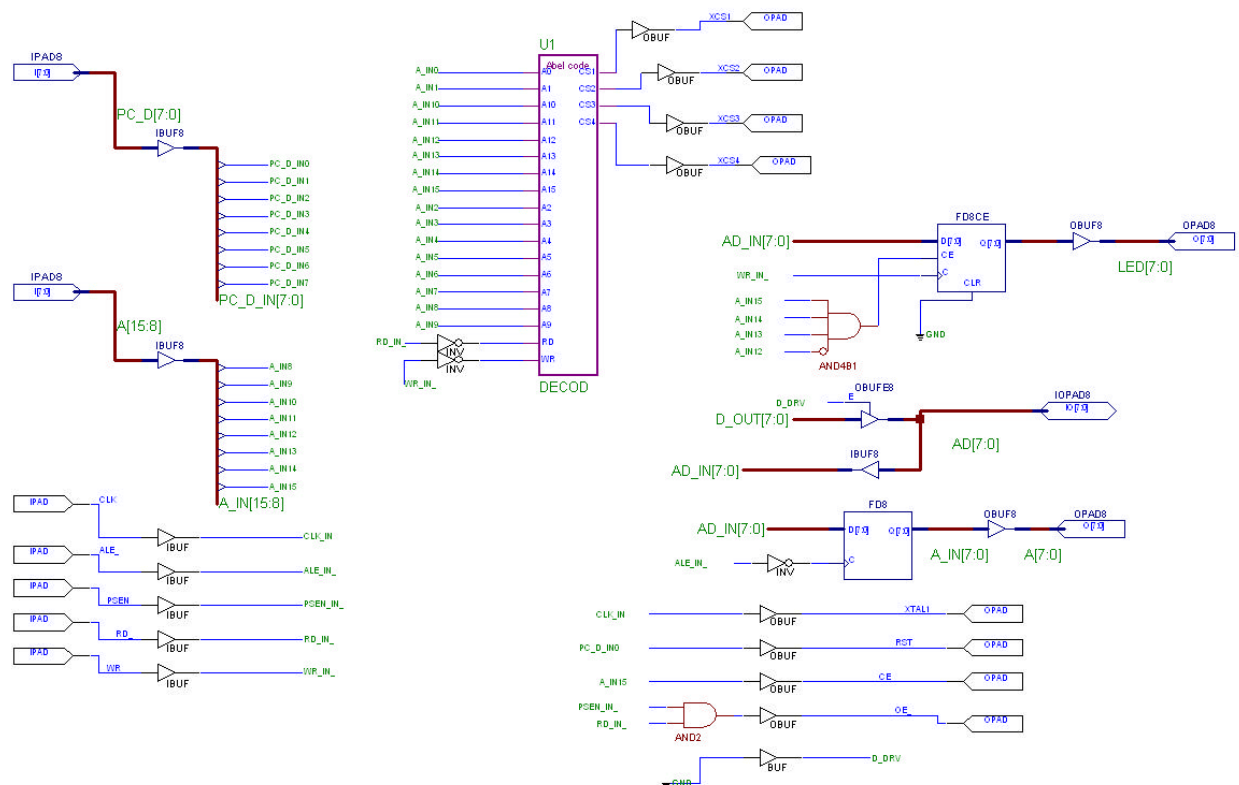 IPAD8
I[7:0]
PC_D[7:0]
IBUF8
PC_D_IN0
PC_D_IN1
PC_D_IN2
PC_D_IN3
PC_D_IN4
PC_D_IN5
PC_D_IN6
PC_D_IN7
PC_D_IN[7:0]
IPAD8
I[7:0]
A[15:8]
IBUF8
A_IN8
A_IN9
A_IN10
A_IN11
A_IN12
A_IN13
A_IN14
A_IN15
A_IN[15:8]
IPAD
CLK
IBUF
CLK_IN
IPAD
ALE_
IBUF
ALE_IN_
IPAD
PSEN
IBUF
PSEN_IN_
IPAD
RD_
IBUF
RD_IN_
IPAD
WR
IBUF
WR_IN_
U1
Abel code
A_IN0 A0 CS1
A_IN1 A1 CS2
A_IN10 A10 CS3
A_IN11 A11 CS4
A_IN12 A12
A_IN13 A13
A_IN14 A14
A_IN15 A15
A_IN2 A2
A_IN3 A3
A_IN4 A4
A_IN5 A5
A_IN6 A6
A_IN7 A7
A_IN8 A8
A_IN9 A9
RD_IN_ INV RD
WR_IN_ INV WR
DECOD
OBUF XCS1 OPAD
OBUF XCS2 OPAD
OBUF XCS3 OPAD
OBUF XCS4 OPAD
FD8CE
OBUF8
OPAD8
AD_IN[7:0]
D[7:0] Q[7:0]
O[7:0]
CE
LED[7:0]
WR_IN_
C
CLR
A_IN15
A_IN14
A_IN13
A_IN12
AND4B1
GND
OBUFE8
D_DRV
E
IOPAD8
IO[7:0]
D_OUT[7:0]
IBUF8
AD[7:0]
AD_IN[7:0]
FD8
OBUF8
OPAD8
AD_IN[7:0]
D[7:0] Q[7:0]
O[7:0]
A_IN[7:0]
A[7:0]
ALE_IN_
INV
C
CLK_IN OBUF XTAL1 OPAD
PC_D_IN0 OBUF RST OPAD
A_IN15 OBUF CE OPAD
PSEN_IN_
RD_IN_
AND2
OBUF OE_ OPAD
GND BUF D_DRV